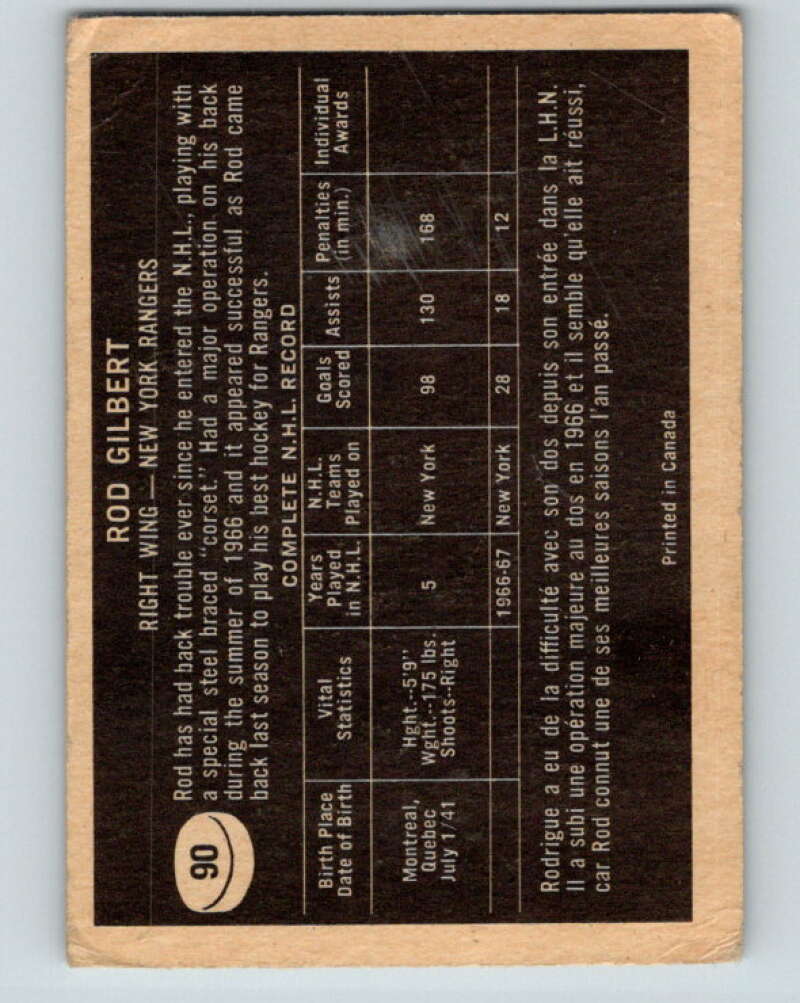 90
ROD GILBERT
RIGHT WING — NEW YORK RANGERS
Rod has had back trouble ever since he entered the N.H.L., playing with
a special steel braced "corset." Had a major operation on his back
during the summer of 1966 and it appeared successful as Rod came
back last season to play his best hockey for Rangers.
COMPLETE N.H.L. RECORD
Birth Place Date of Birth | Vital Statistics | Years Played in N.H.L. | N.H.L. Teams Played on | Goals Scored | Assists | Penalties (in min.) | Individual Awards
Montreal, Quebec July 1/41 | Hght.--5'9" Wght.--175 lbs. Shoots--Right | 5 | New York | 98 | 130 | 168
1966-67 | New York | 28 | 18 | 12
Rodrigue a eu de la difficulté avec son dos depuis son entrée dans la L.H.N.
Il a subi une opération majeure au dos en 1966 et il semble qu'elle ait réussi,
car Rod connut une de ses meilleures saisons l'an passé.
Printed in Canada